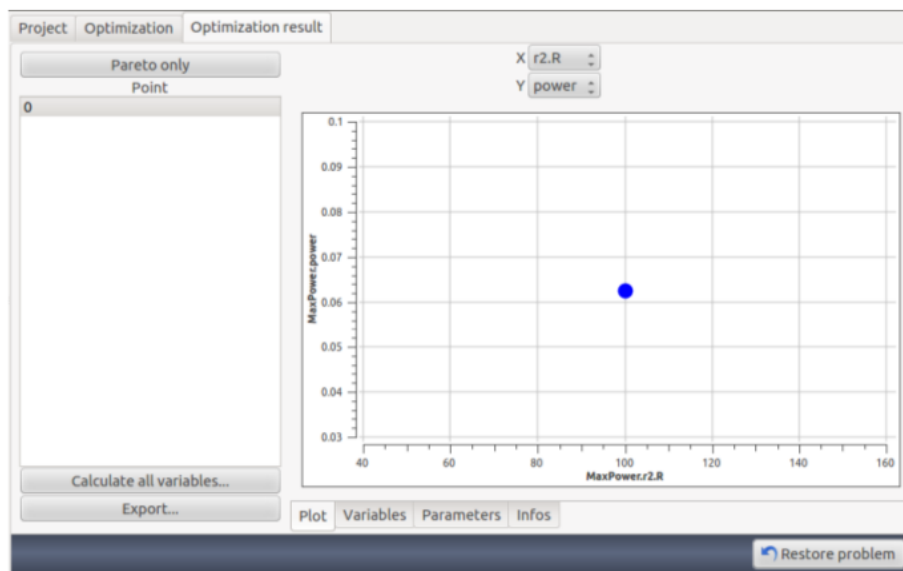 Project Optimization Optimization result
Pareto only
Point
0
Calculate all variables...
Export...
X r2.R
Y power
0.1
0.09
0.08
0.07
0.06
0.05
0.04
0.03
MaxPower.power
40 60 80 100 120 140 160
MaxPower.r2.R
Plot Variables Parameters Infos
Restore problem